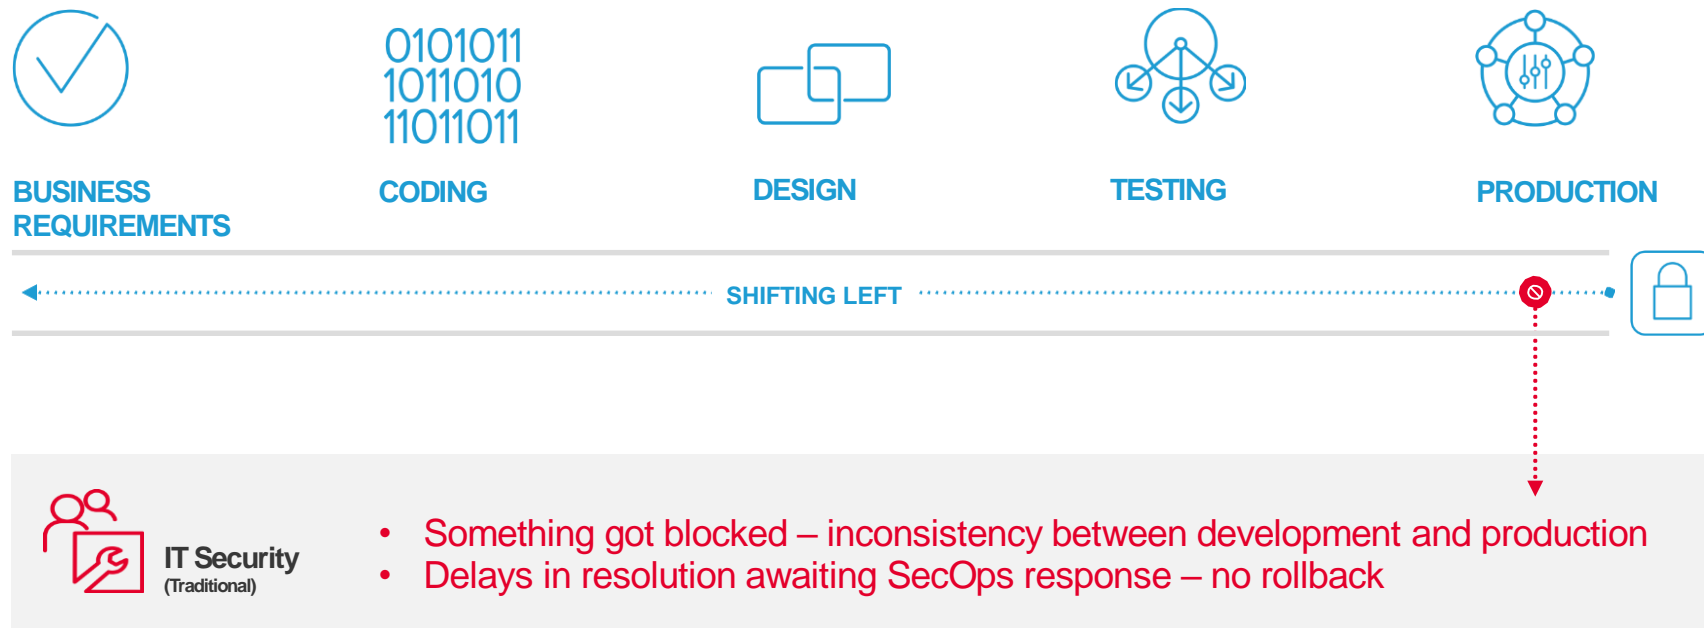 0101011
1011010
11011011
BUSINESS
REQUIREMENTS
CODING
DESIGN
TESTING
PRODUCTION
SHIFTING LEFT
IT Security
(Traditional)
• Something got blocked – inconsistency between development and production
• Delays in resolution awaiting SecOps response – no rollback